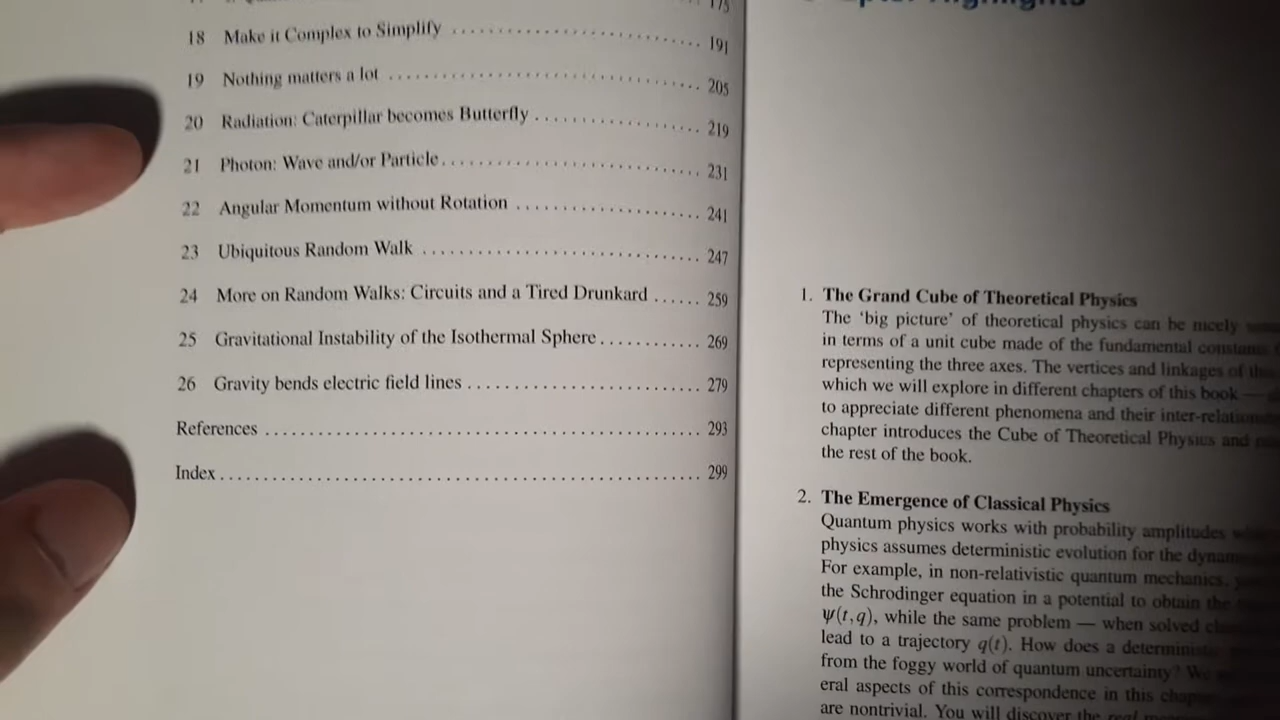 175
18 Make it Complex to Simplify .......................... 191
19 Nothing matters a lot ................................. 205
20 Radiation: Caterpillar becomes Butterfly .................. 219
21 Photon: Wave and/or Particle............................ 231
22 Angular Momentum without Rotation .................... 241
23 Ubiquitous Random Walk ............................. 247
24 More on Random Walks: Circuits and a Tired Drunkard ...... 259
25 Gravitational Instability of the Isothermal Sphere............ 269
26 Gravity bends electric field lines ......................... 279
References ............................................... 293
Index.................................................... 299
Highlights
1. The Grand Cube of Theoretical Physics
The ‘big picture’ of theoretical physics can be nicely
in terms of a unit cube made of the fundamental constants
representing the three axes. The vertices and linkages of this
which we will explore in different chapters of this book —
to appreciate different phenomena and their
chapter introduces the Cube of Theoretical Physics and
the rest of the book.
2. The Emergence of Classical Physics
Quantum physics works with probability amplitudes
physics assumes deterministic evolution for the
For example, in non-relativistic quantum mechanics,
the Schrodinger equation in a potential to obtain the
ψ(t,q), while the same problem — when solved
lead to a trajectory q(t). How does a
from the foggy world of quantum uncertainty? We
eral aspects of this correspondence in this
are nontrivial. You will discover the real